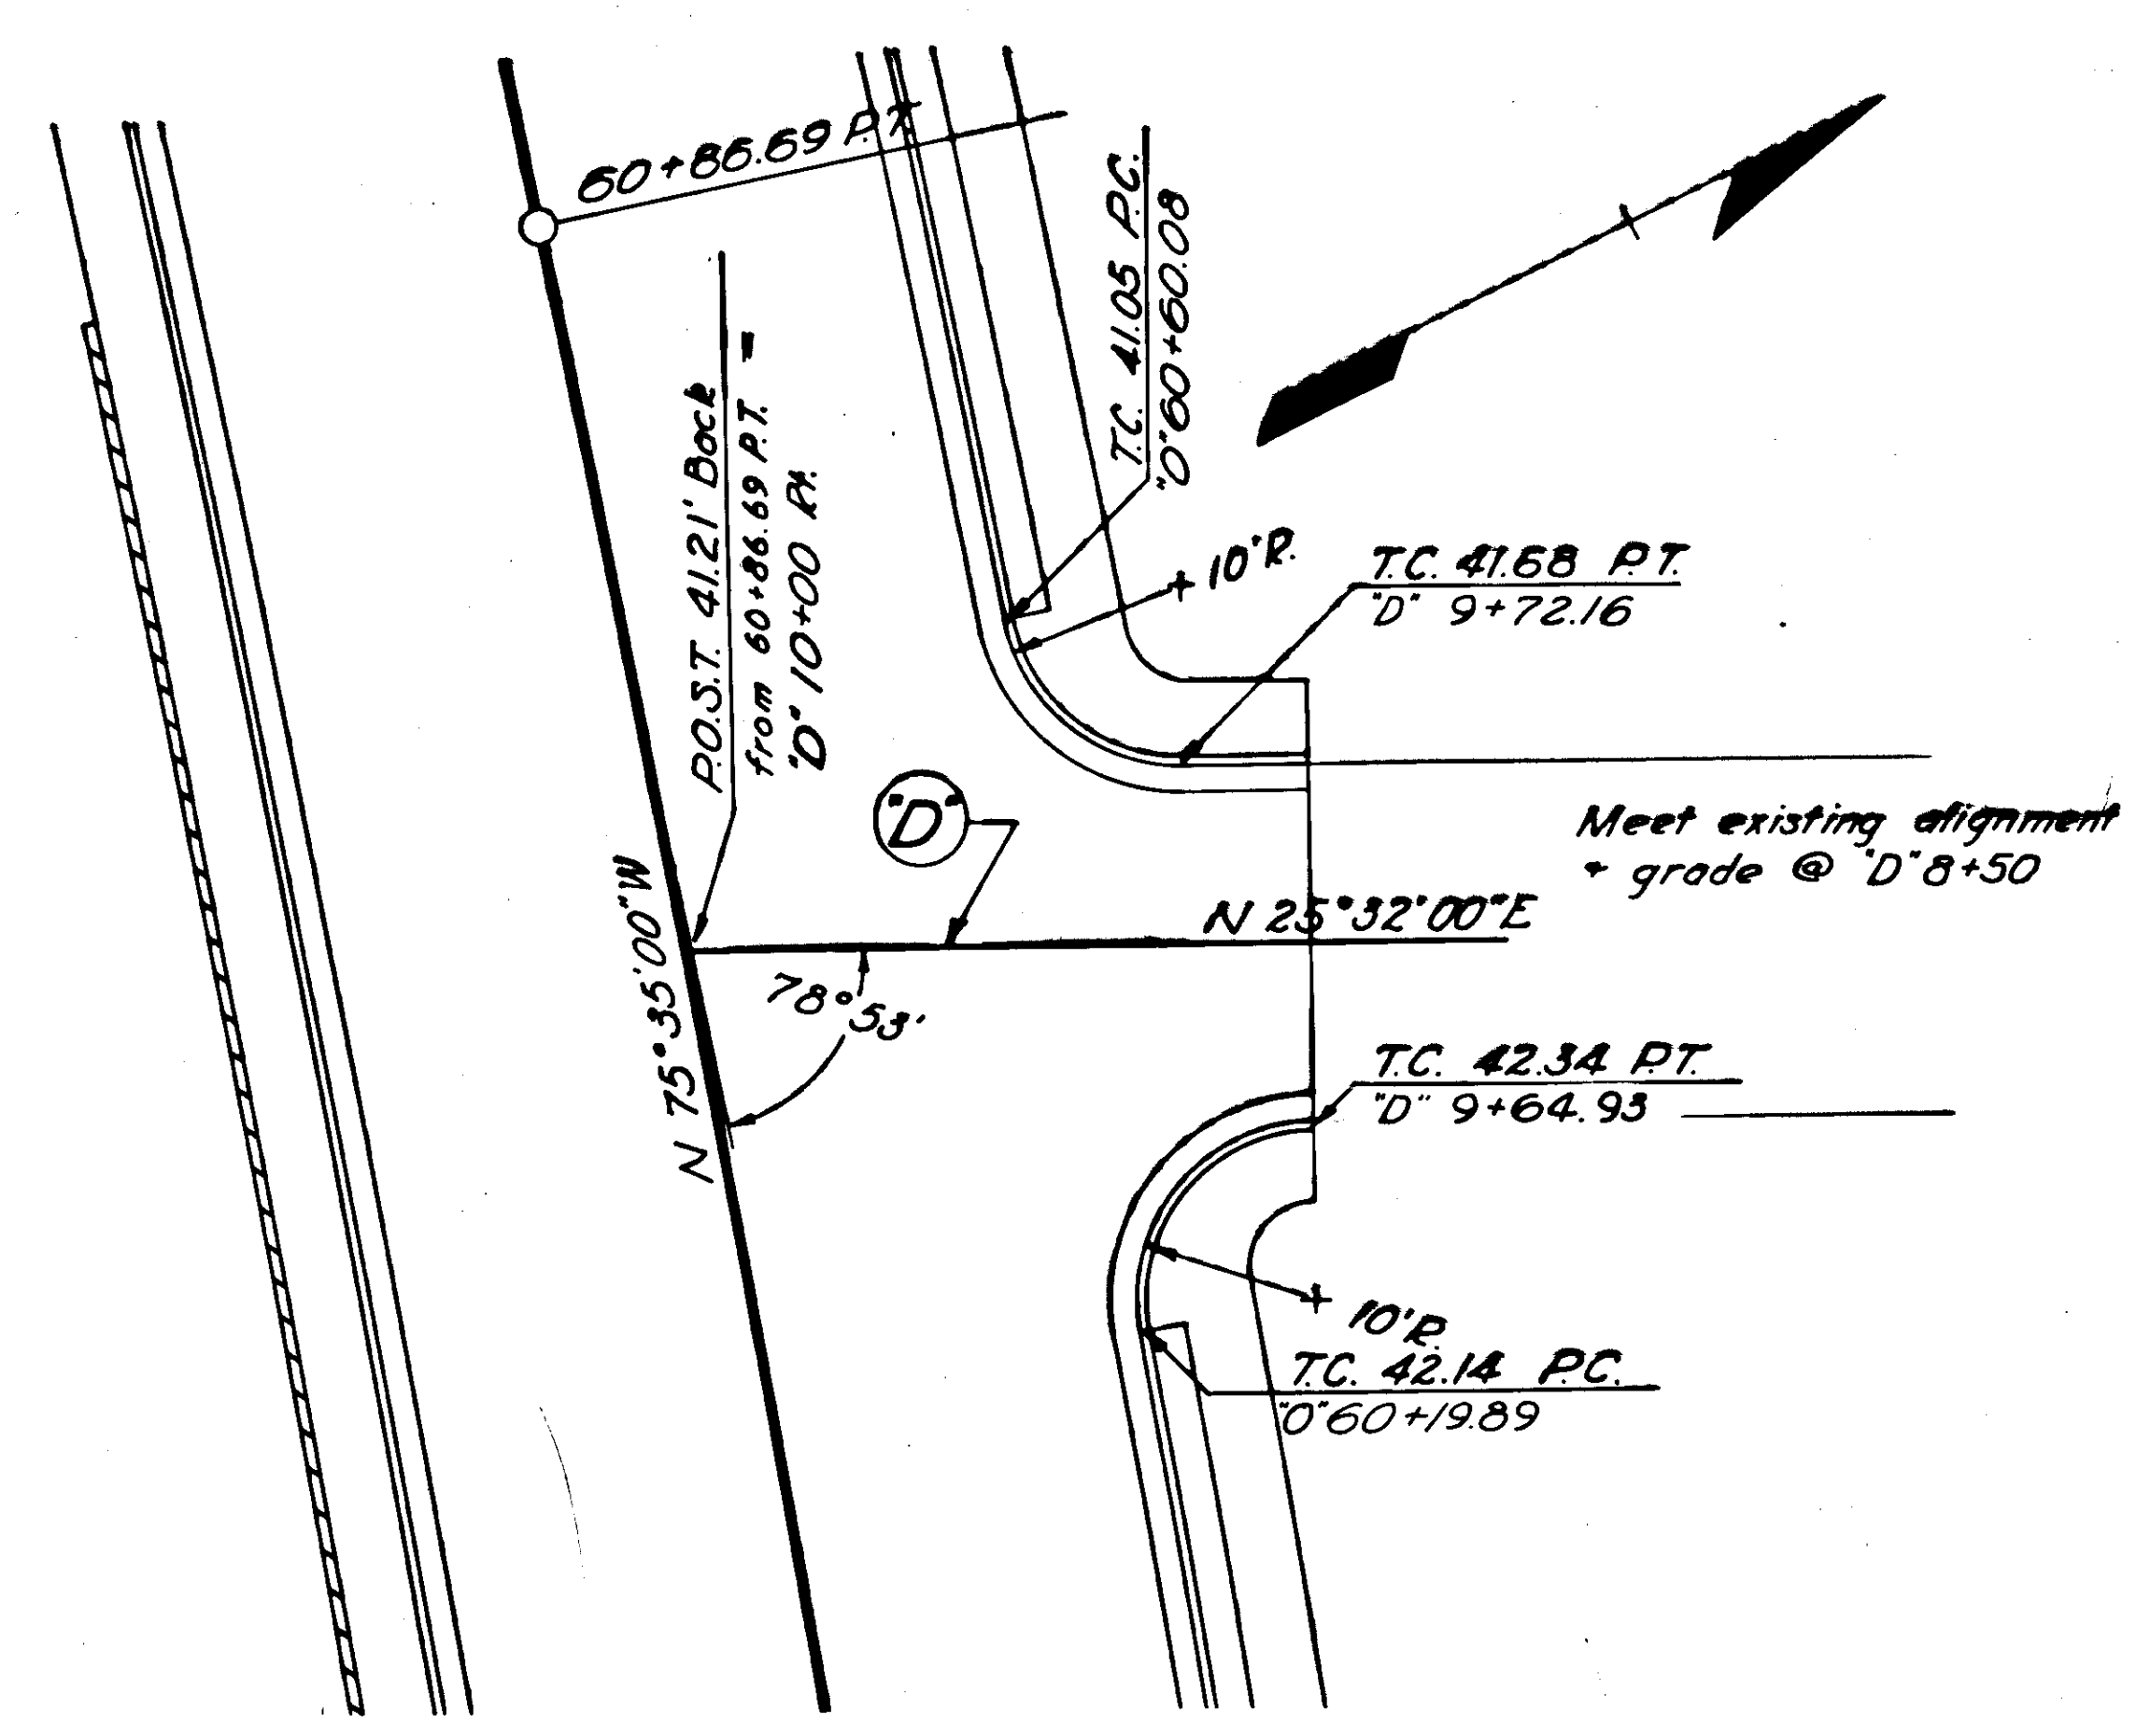 60+86.69 P.T.
T.C. 41.05 P.C.
"O" 60+60.08
P.O.S.T. 41.21' Back
from 60+86.69 P.T. =
"D" 10+00 Pt.
10' R.
T.C. 41.68 P.T.
"D" 9+72.16
"D"
Meet existing alignment
+ grade @ "D" 8+50
N 25°32'00"E
N 75°35'00"W
78°53'
T.C. 42.34 P.T.
"D" 9+64.93
10' R.
T.C. 42.14 P.C.
"O" 60+19.89